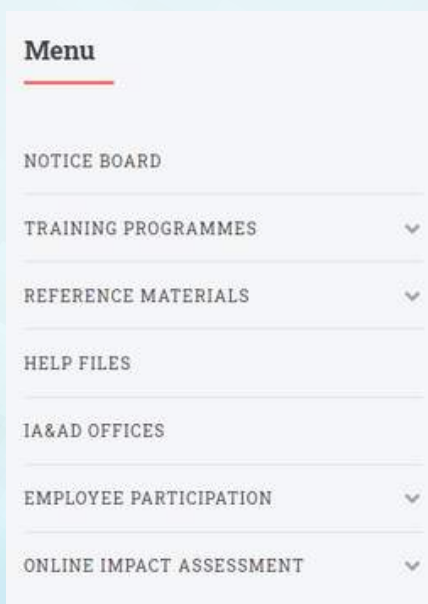 Menu
NOTICE BOARD
TRAINING PROGRAMMES
REFERENCE MATERIALS
HELP FILES
IA&AD OFFICES
EMPLOYEE PARTICIPATION
ONLINE IMPACT ASSESSMENT